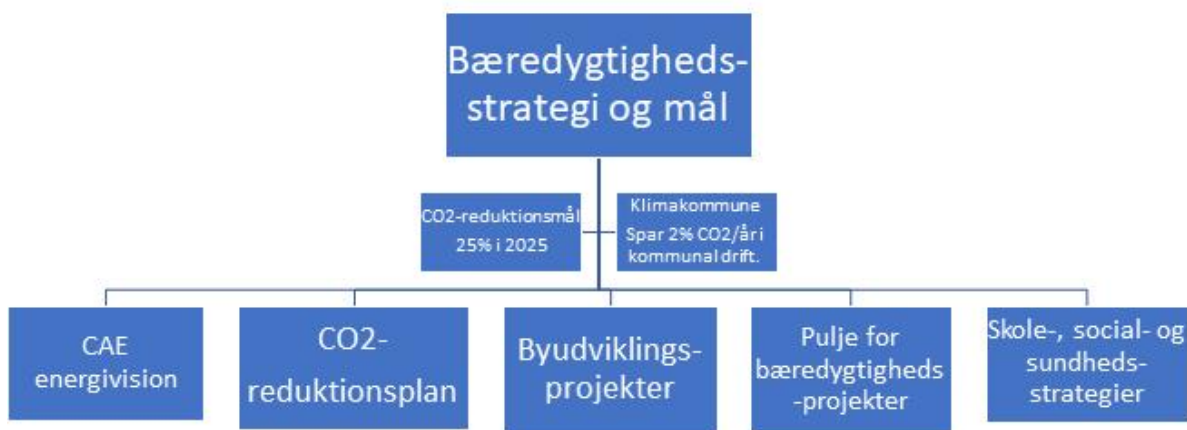 Bæredygtigheds-
strategi og mål
CO2-reduktionsmål
25% i 2025
Klimakommune
Spar 2% CO2/år i
kommunal drift.
CAE
energivision
CO2-
reduktionsplan
Byudviklings-
projekter
Pulje for
bæredygtigheds
-projekter
Skole-, social- og
sundheds-
strategier